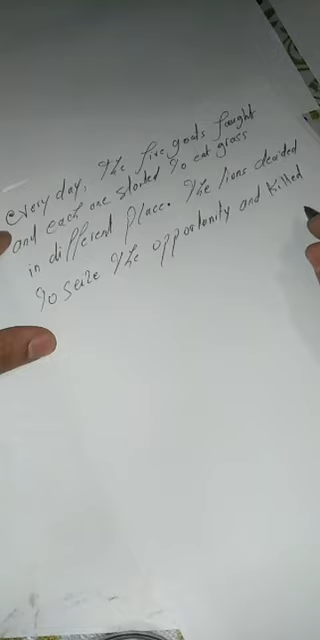 every day, the five goats fought
and each one started to eat grass
in different place. The lions decided
to seize the opportunity and killed